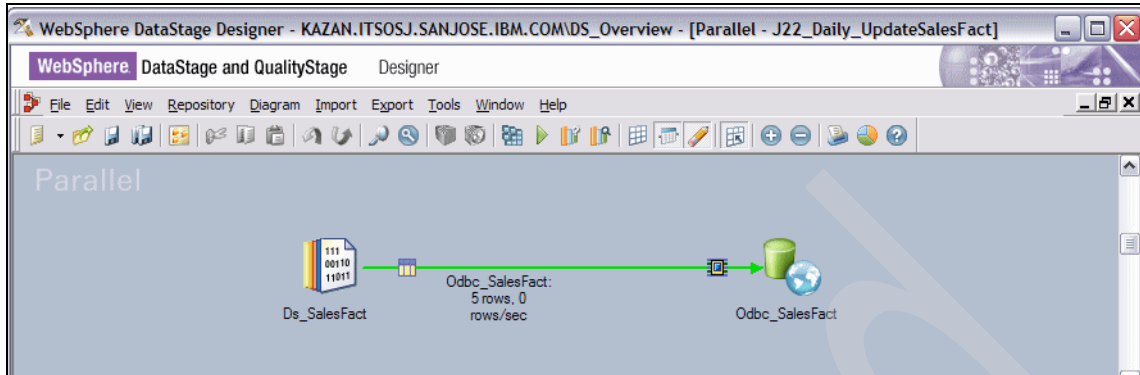 WebSphere DataStage Designer - KAZAN.ITSOSJ.SANJOSE.IBM.COM\DS_Overview - [Parallel - J22_Daily_UpdateSalesFact]
WebSphere. DataStage and QualityStage Designer
File Edit View Repository Diagram Import Export Tools Window Help
Parallel
111
00110
11011
Odbc_SalesFact:
5 rows, 0
rows/sec
Ds_SalesFact
Odbc_SalesFact